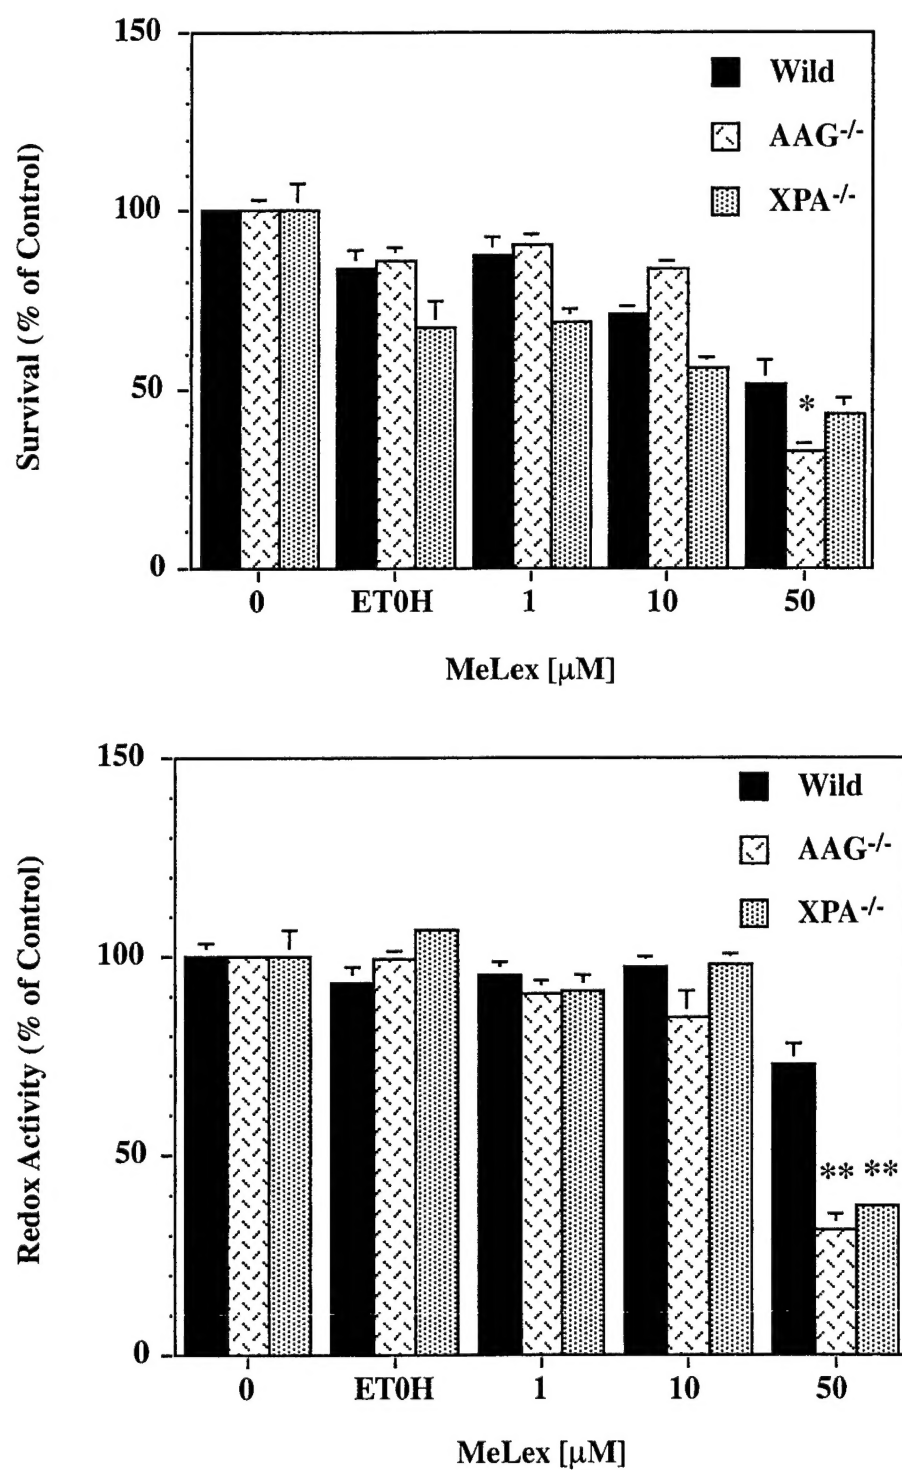 150
100
50
0
Survival (% of Control)
Wild
AAG-/-
XPA-/-
*
0 ET0H 1 10 50
MeLex [μM]
150
100
50
0
Redox Activity (% of Control)
Wild
AAG-/-
XPA-/-
** **
0 ET0H 1 10 50
MeLex [μM]